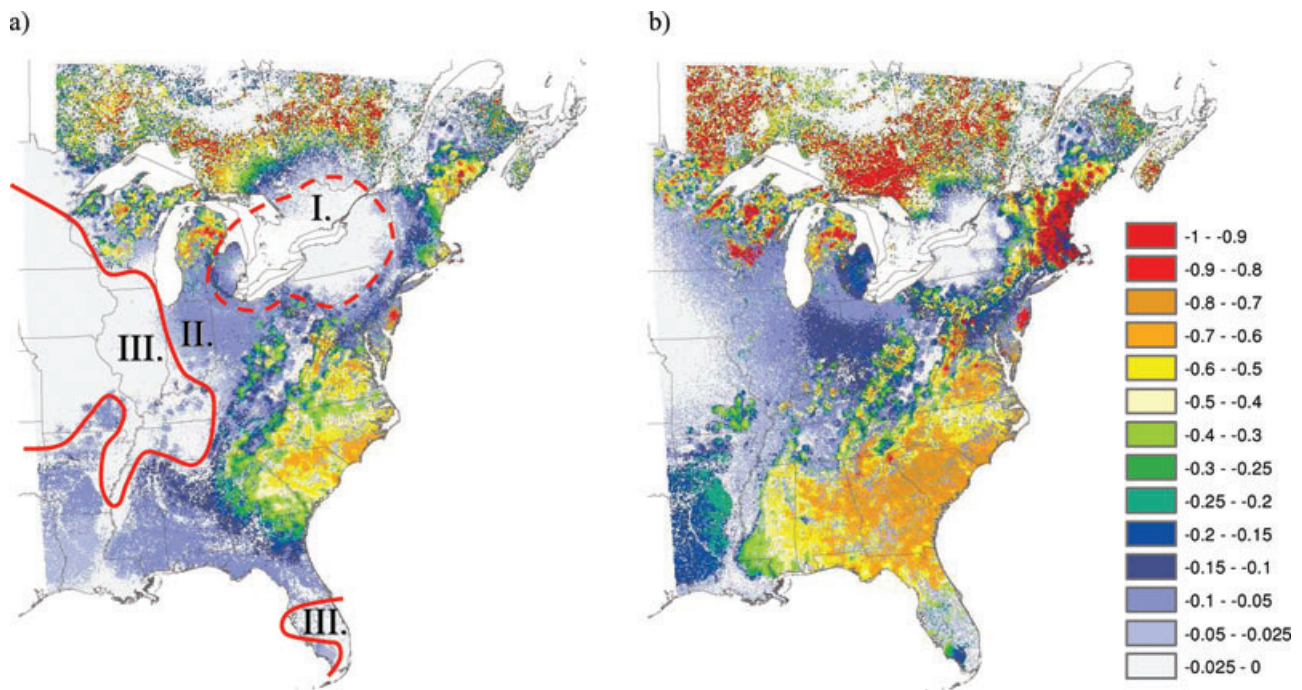 a)
b)
I.
II.
III.
III.
-1 - -0.9
-0.9 - -0.8
-0.8 - -0.7
-0.7 - -0.6
-0.6 - -0.5
-0.5 - -0.4
-0.4 - -0.3
-0.3 - -0.25
-0.25 - -0.2
-0.2 - -0.15
-0.15 - -0.1
-0.1 - -0.05
-0.05 - -0.025
-0.025 - 0